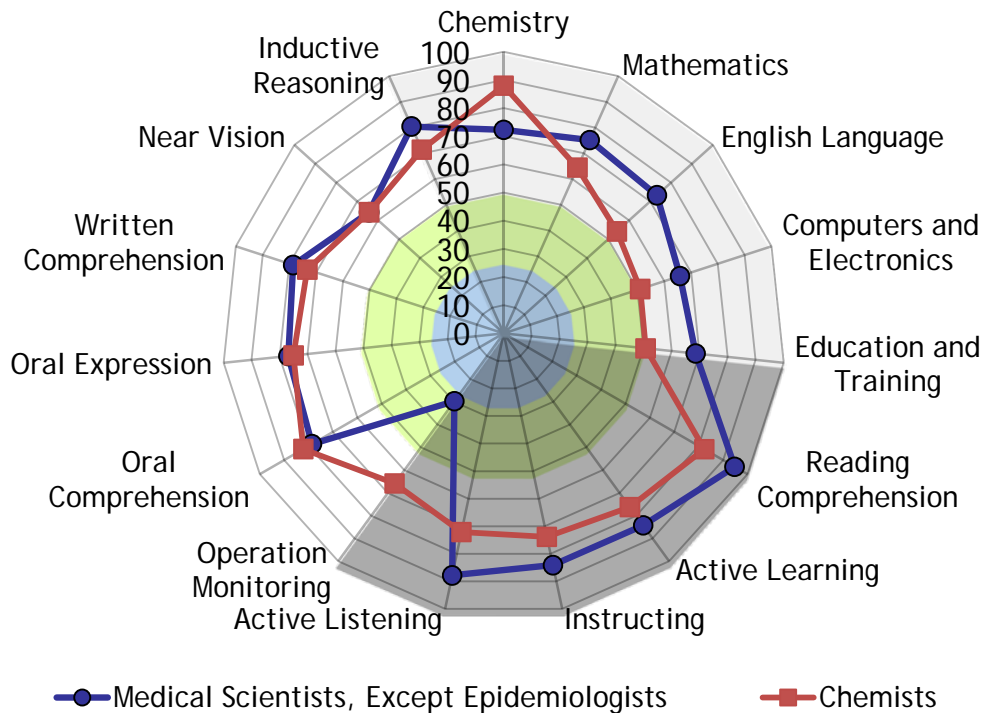 Chemistry
Mathematics
English Language
Computers and
Electronics
Education and
Training
Reading
Comprehension
Active Learning
Instructing
Active Listening
Operation
Monitoring
Oral
Comprehension
Oral Expression
Written
Comprehension
Near Vision
Inductive
Reasoning
100
90
80
70
60
50
40
30
20
10
0
Medical Scientists, Except Epidemiologists
Chemists